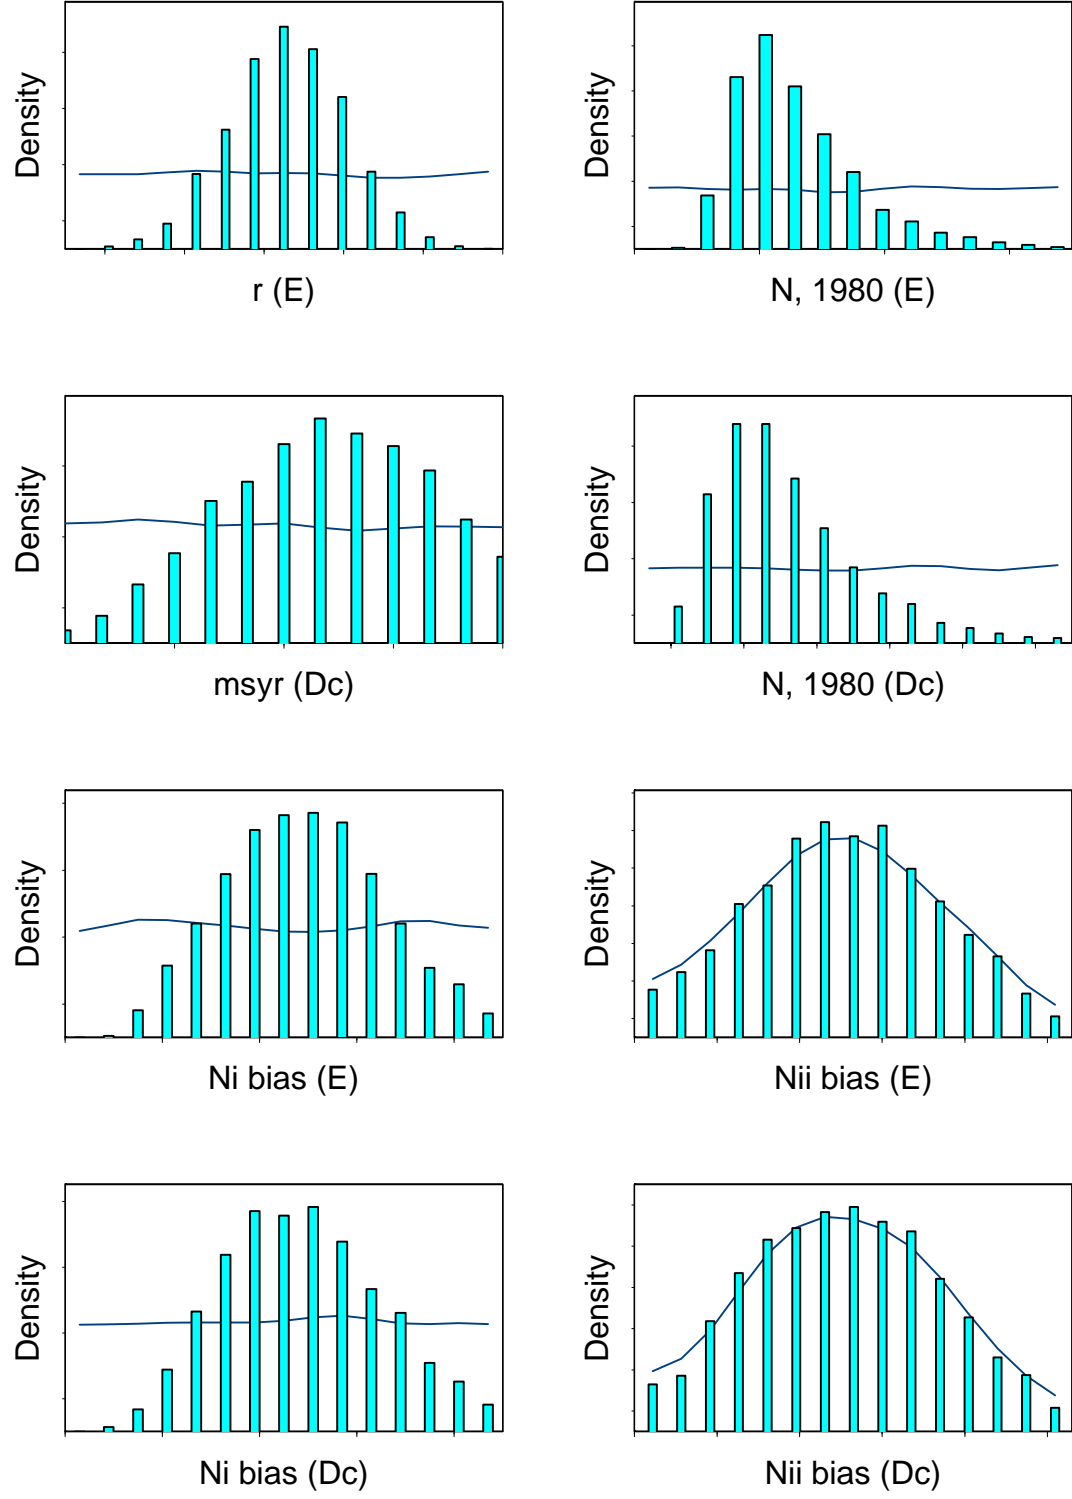 Density
r (E)
Density
N, 1980 (E)
Density
msyr (Dc)
Density
N, 1980 (Dc)
Density
Ni bias (E)
Density
Nii bias (E)
Density
Ni bias (Dc)
Density
Nii bias (Dc)